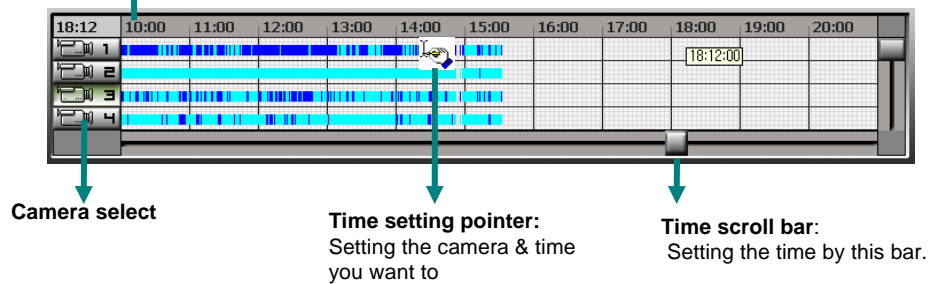 18:12 10:00 11:00 12:00 13:00 14:00 15:00 16:00 17:00 18:00 19:00 20:00
1
18:12:00
2
3
4
Camera select
Time setting pointer:
Setting the camera & time
you want to
Time scroll bar:
Setting the time by this bar.